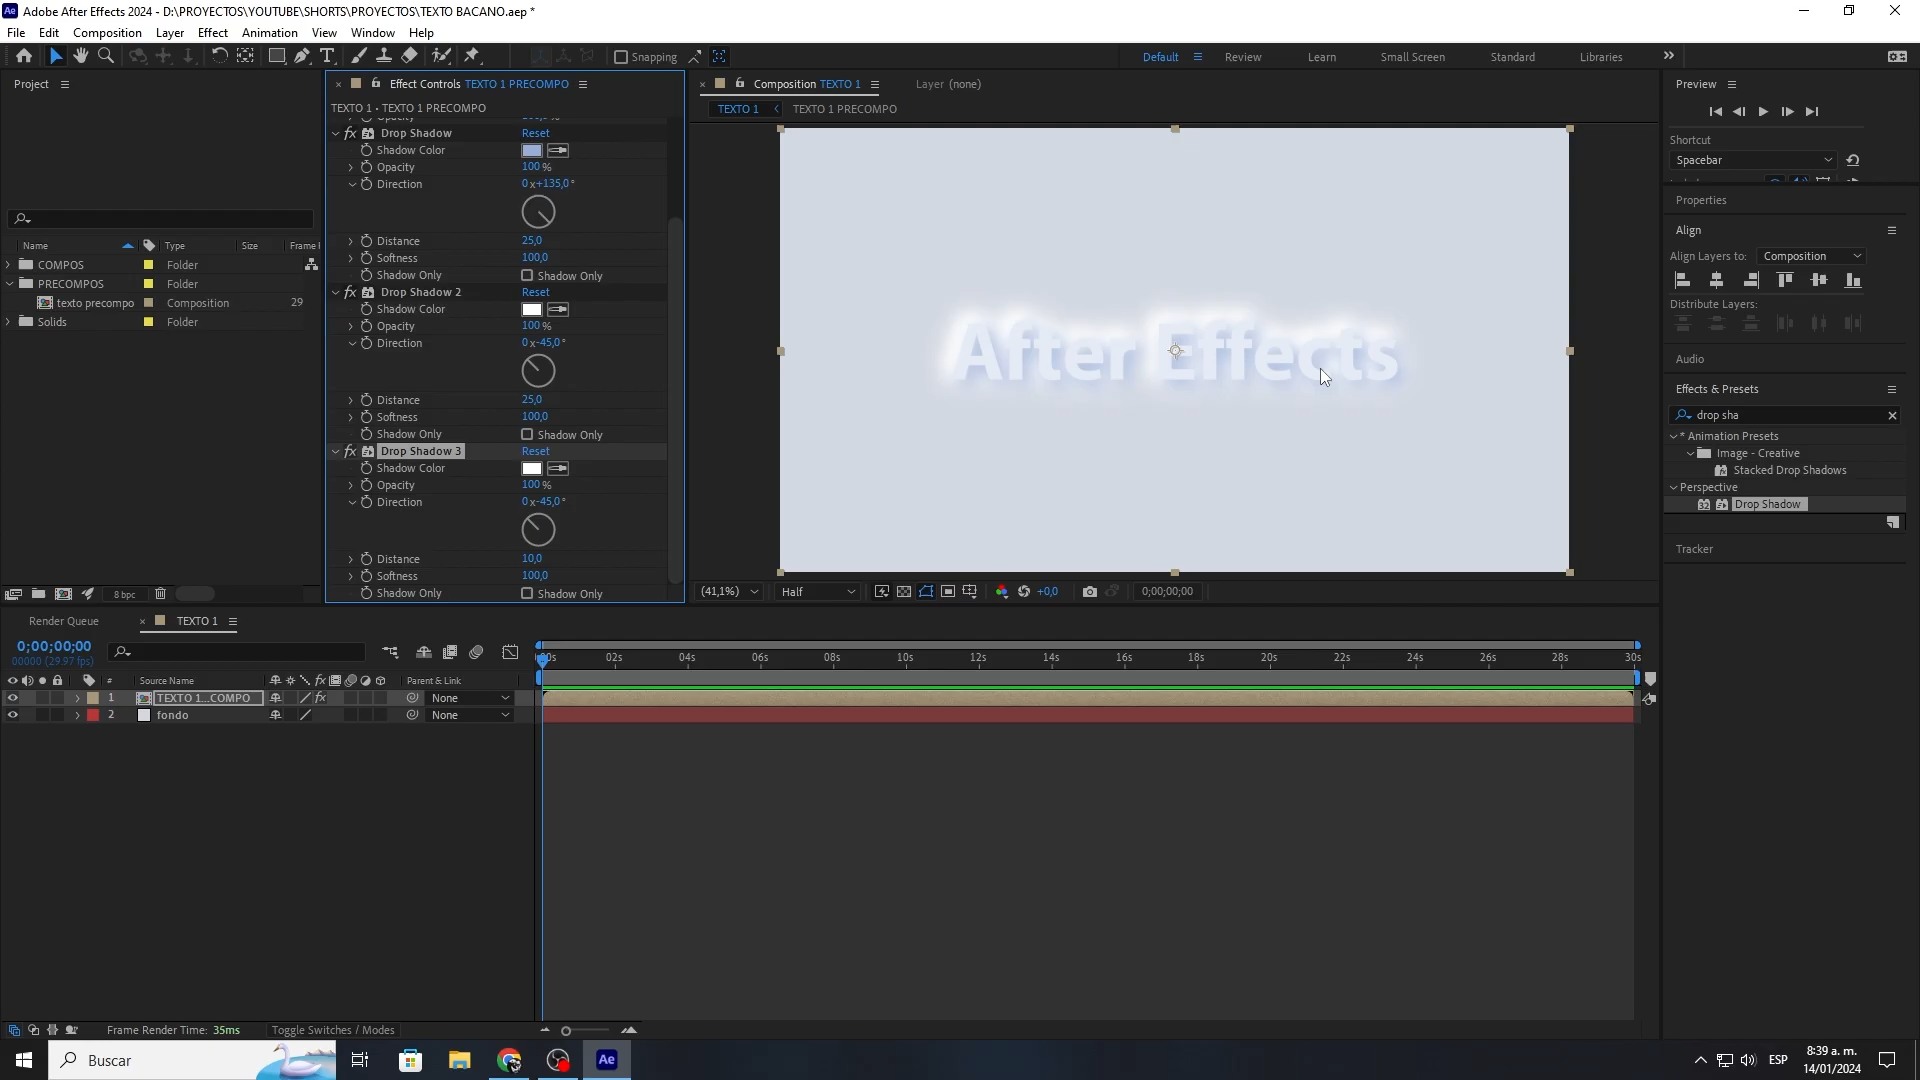 Adobe After Effects 2024 - D:\PROYECTOS\YOUTUBE\SHORTS\PROYECTOS\TEXTO BACANO.aep *
File Edit Composition Layer Effect Animation View Window Help
Snapping
Default Review Learn Small Screen Standard Libraries
Project
Name Type Size Frame
COMPOS Folder
PRECOMPOS Folder
texto precompo Composition 29
Solids Folder
8 bpc
Effect Controls TEXTO 1 PRECOMPO
TEXTO 1 • TEXTO 1 PRECOMPO
Drop Shadow Reset
Shadow Color
Opacity 100 %
Direction 0 x+135,0 °
Distance 25,0
Softness 100,0
Shadow Only Shadow Only
Drop Shadow 2 Reset
Shadow Color
Opacity 100 %
Direction 0 x-45,0 °
Distance 25,0
Softness 100,0
Shadow Only Shadow Only
Drop Shadow 3 Reset
Shadow Color
Opacity 100 %
Direction 0 x-45,0 °
Distance 10,0
Softness 100,0
Shadow Only Shadow Only
Composition TEXTO 1 Layer (none)
TEXTO 1 TEXTO 1 PRECOMPO
After Effects
(41,1%) Half +0,0 0;00;00;00
Preview
Shortcut
Spacebar
Properties
Align
Align Layers to: Composition
Distribute Layers:
Audio
Effects & Presets
drop sha
* Animation Presets
Image - Creative
Stacked Drop Shadows
Perspective
32 Drop Shadow
Tracker
Render Queue TEXTO 1
0;00;00;00
00000 (29.97 fps)
# Source Name Parent & Link
1 TEXTO 1...COMPO None
2 fondo None
00s 02s 04s 06s 08s 10s 12s 14s 16s 18s 20s 22s 24s 26s 28s 30s
Frame Render Time: 35ms Toggle Switches / Modes
Buscar
Ae
ESP
8:39 a. m.
14/01/2024